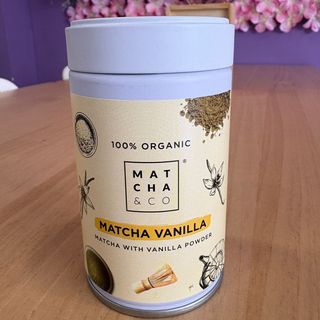 100% ORGANIC
MAT
CHA
& CO
®
MATCHA VANILLA
MATCHA WITH VANILLA POWDER